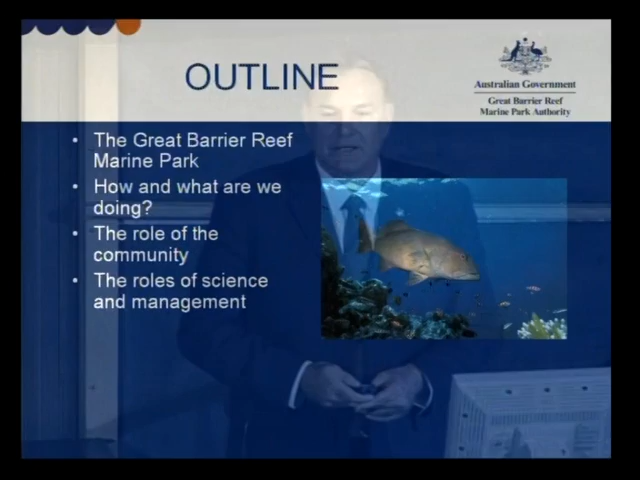 OUTLINE
Australian Government
Great Barrier Reef
Marine Park Authority
• The Great Barrier Reef
Marine Park
• How and what are we
doing?
• The role of the
community
• The roles of science
and management